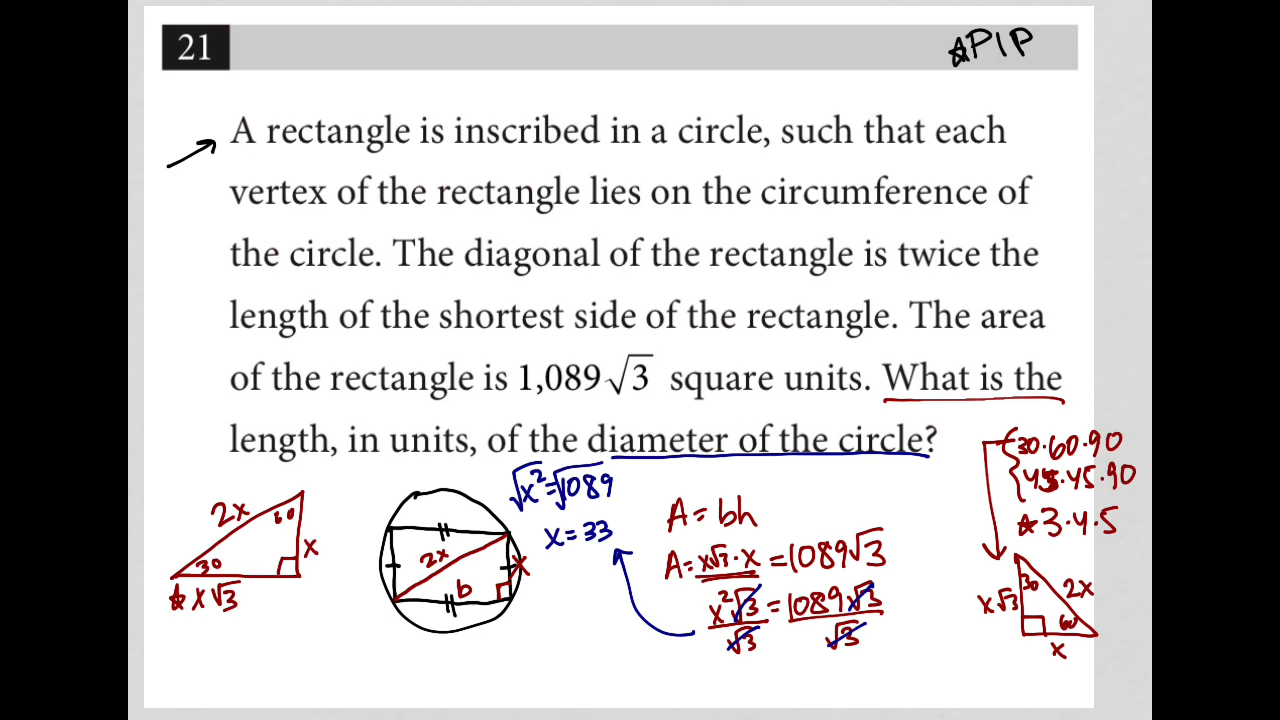 21
☆PIP
A rectangle is inscribed in a circle, such that each
vertex of the rectangle lies on the circumference of
the circle. The diagonal of the rectangle is twice the
length of the shortest side of the rectangle. The area
of the rectangle is 1,089√3 square units. What is the
length, in units, of the diameter of the circle?
30·60·90
45·45·90
☆3·4·5
2x
60
x
30
☆x√3
2x
x
b
√x²=√1089
x=33
A=bh
A=x√3·x=1089√3
x²√3=1089√3
√3 √3
30
x√3
2x
60
x